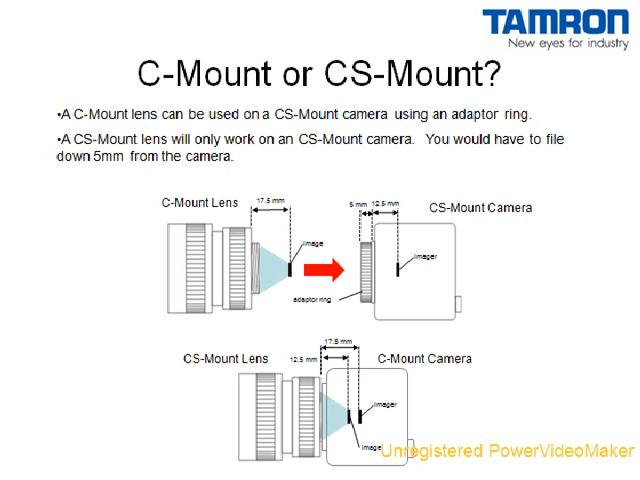 TAMRON
New eyes for industry
C-Mount or CS-Mount?
•A C-Mount lens can be used on a CS-Mount camera using an adaptor ring.
•A CS-Mount lens will only work on an CS-Mount camera. You would have to file
down 5mm from the camera.
C-Mount Lens
17.5 mm
5 mm
12.5 mm
CS-Mount Camera
Image
Imager
adaptor ring
17.5 mm
CS-Mount Lens
12.5 mm
C-Mount Camera
Imager
Image
Unregistered PowerVideoMaker